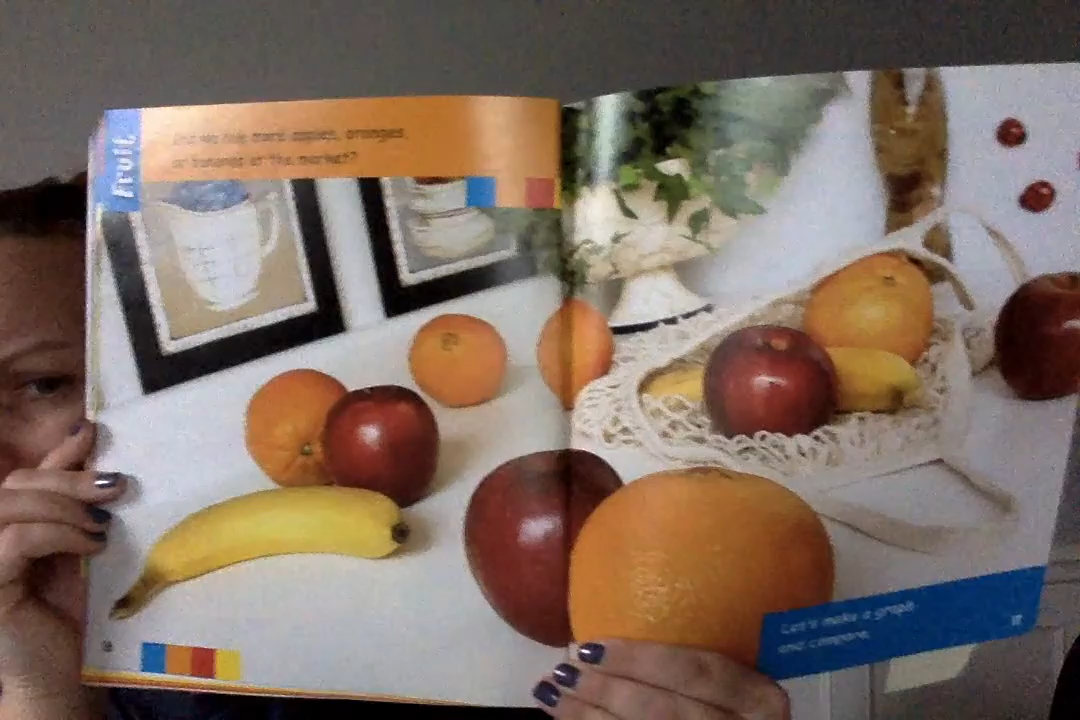 Fruit
Did we buy more apples, oranges,
or bananas at the market?
Let's make a graph
and compare.